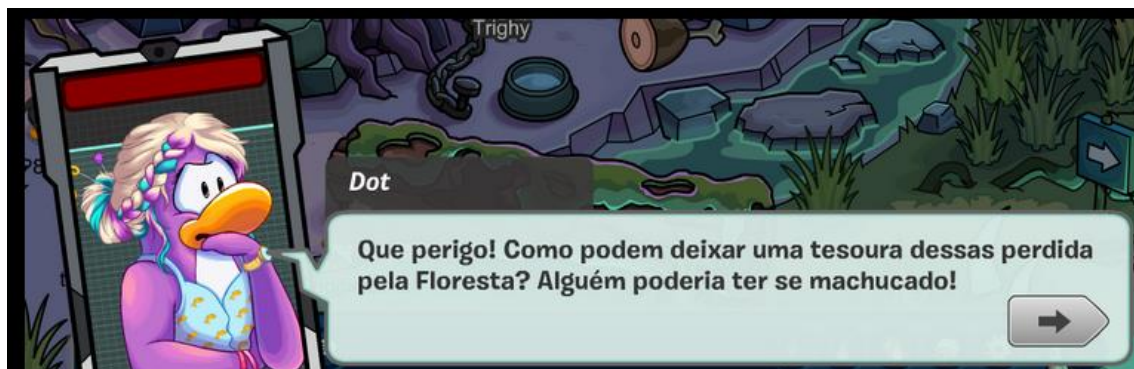 Trighy
Dot
Que perigo! Como podem deixar uma tesoura dessas perdida
pela Floresta? Alguém poderia ter se machucado!